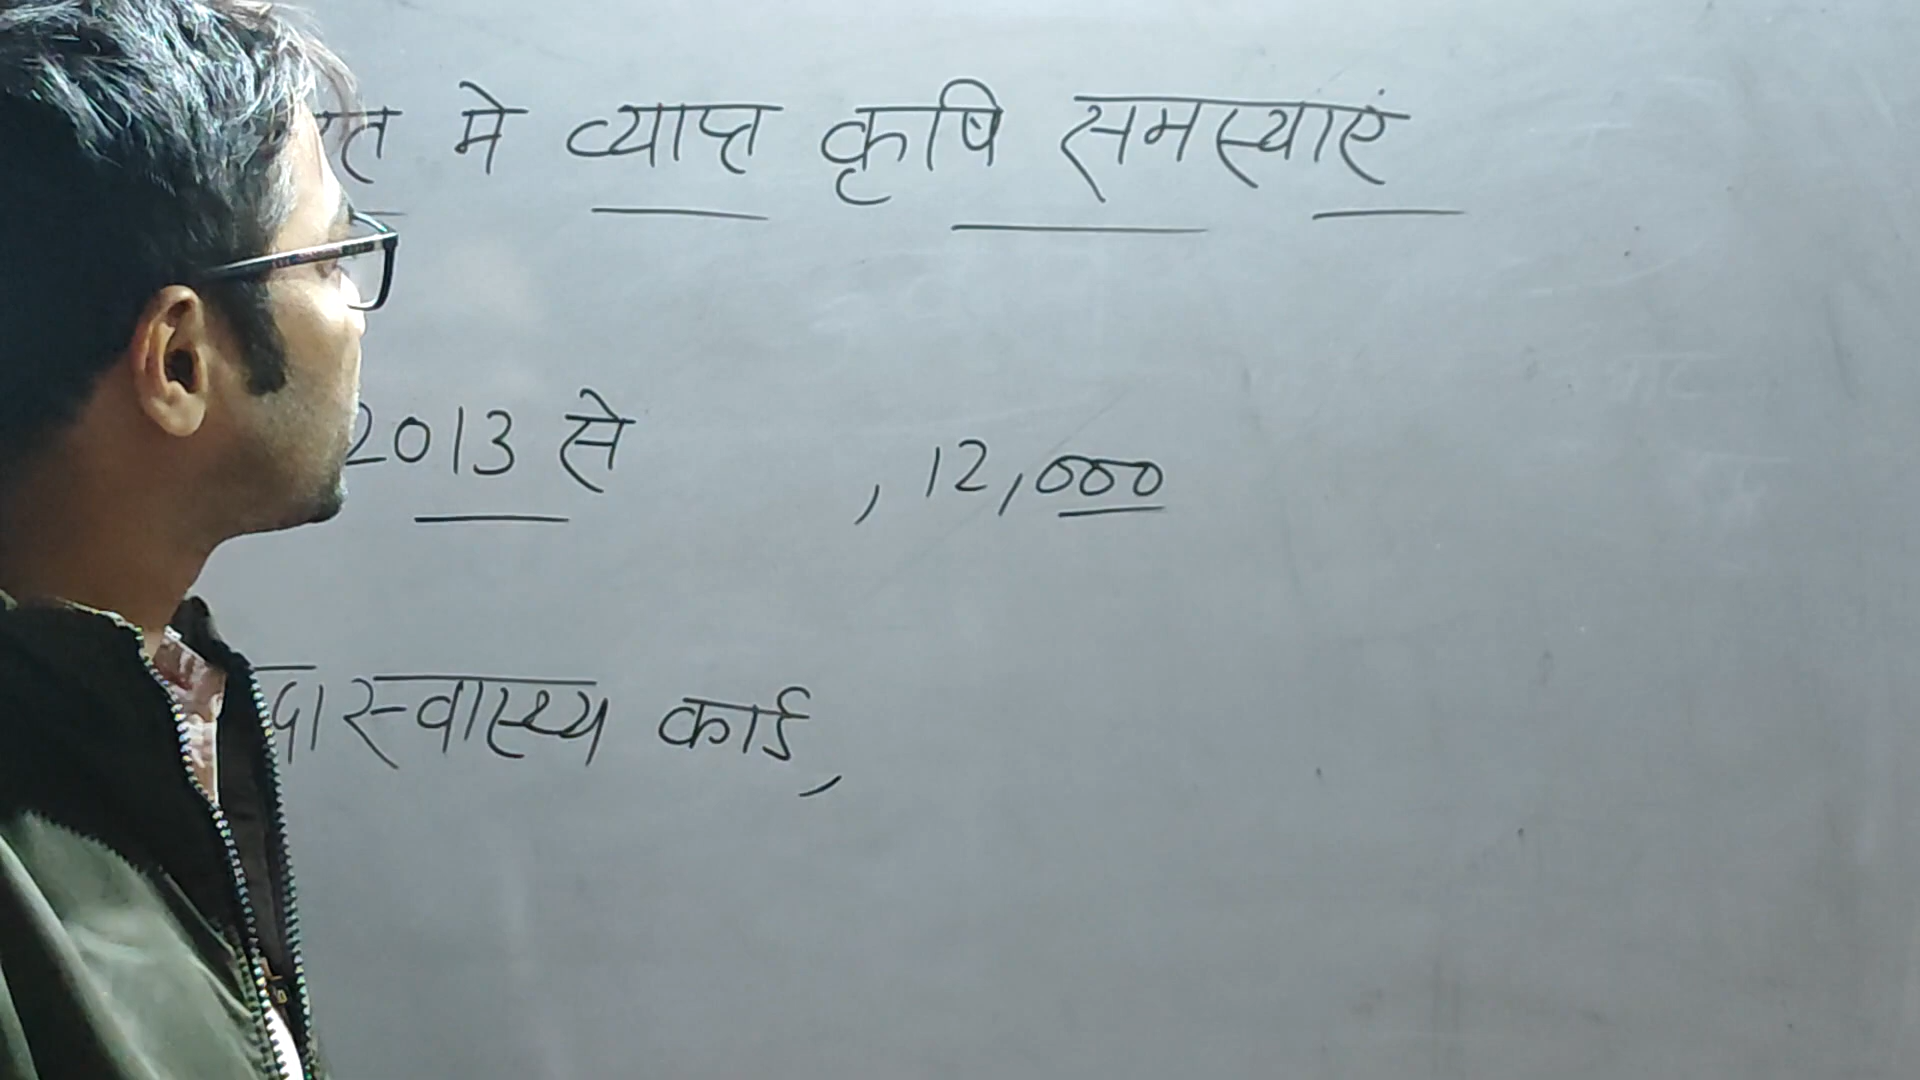 मे व्याप्त कृषि समस्याएं
2013 से , 12,000
स्वास्थ्य कार्ड,